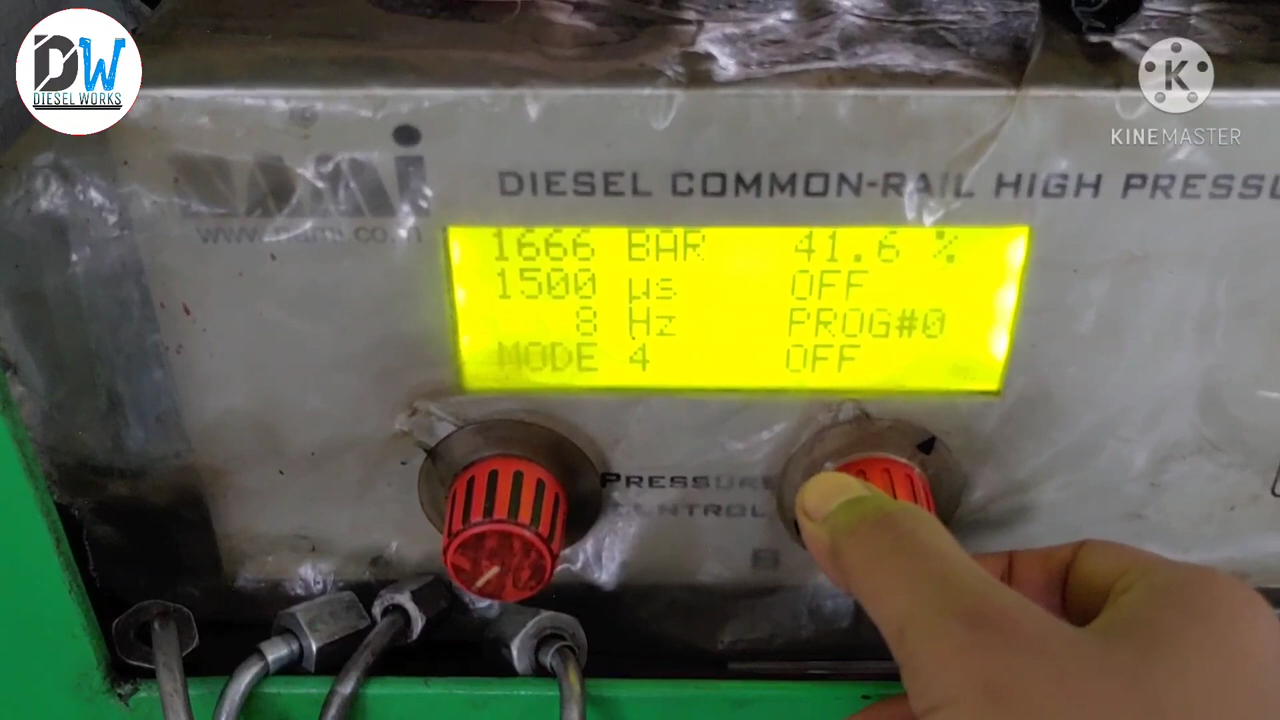 DW
DIESEL WORKS
K
KINEMASTER
DIESEL COMMON-RAIL HIGH PRESSU
1666 BAR 41.6 %
1500 µs OFF
8 Hz PROG#0
MODE 4 OFF
PRESSURE
CONTROL